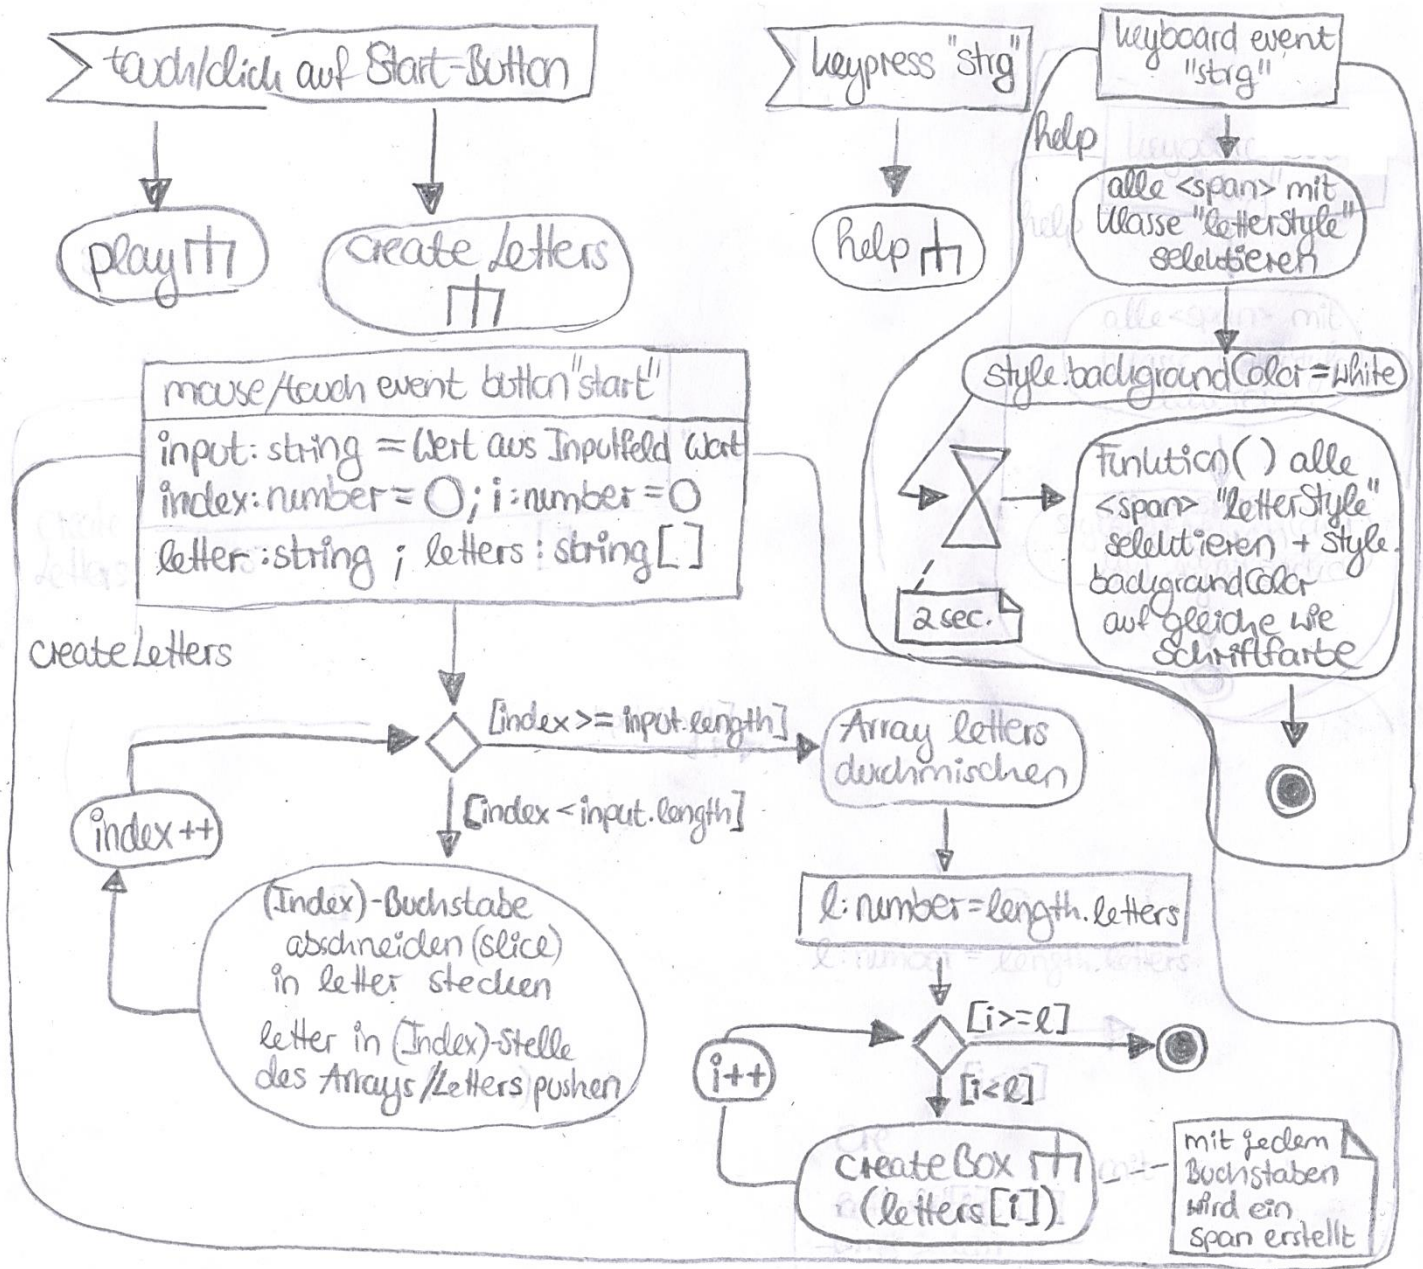 touch/click auf Start-Button
play
create Letters
keypress "strg"
help
keyboard event
"strg"
help
alle <span> mit
Klasse "letterStyle"
selektieren
style.backgroundColor=white
Funktion() alle
<span> "letterStyle"
selektieren + style.
backgroundColor
auf gleiche wie
Schriftfarbe
2 sec.
mouse/touch event button"start"
input: string = Wert aus Inputfeld Wort
index:number = 0; i:number = 0
letter:string ; letters : string[]
createLetters
[index >= input.length]
[index < input.length]
index++
(Index)-Buchstabe
abschneiden (slice)
in letter stecken
letter in (Index)-Stelle
des Arrays/Letters) pushen
Array letters
durchmischen
l: number=length.letters
[i>=l]
[i<l]
i++
createBox
(letters[i])
mit jedem
Buchstaben
wird ein
span erstellt